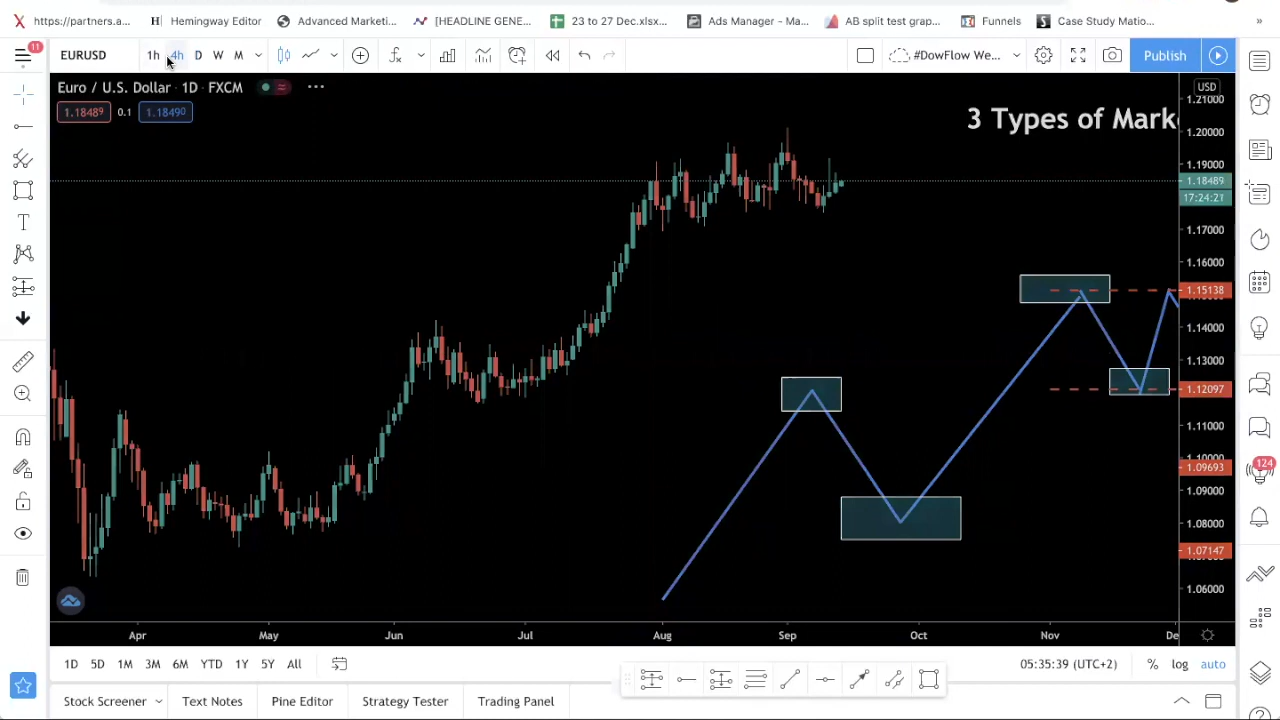 https://partners.a...
H Hemingway Editor
Advanced Marketi...
[HEADLINE GENE...
23 to 27 Dec.xlsx...
Ads Manager - Ma...
AB split test grap...
Funnels
Case Study Matio...
»
11
EURUSD
1h
4h
D
W
M
#DowFlow We...
Publish
Euro / U.S. Dollar · 1D · FXCM
1.18489
0.1
1.18490
3 Types of Mark
USD
1.21000
1.20000
1.19000
1.18489
17:24:21
1.17000
1.16000
1.15138
1.14000
1.13000
1.12097
1.11000
1.09693
1.09000
1.08000
1.07147
1.06000
124
Apr
May
Jun
Jul
Aug
Sep
Oct
Nov
De
1D
5D
1M
3M
6M
YTD
1Y
5Y
All
05:35:39 (UTC+2)
%
log
auto
Stock Screener
Text Notes
Pine Editor
Strategy Tester
Trading Panel